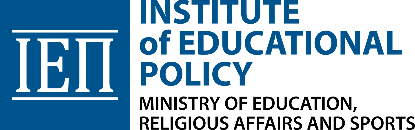 ΙΕΠ
INSTITUTE
of EDUCATIONAL
POLICY
MINISTRY OF EDUCATION,
RELIGIOUS AFFAIRS AND SPORTS